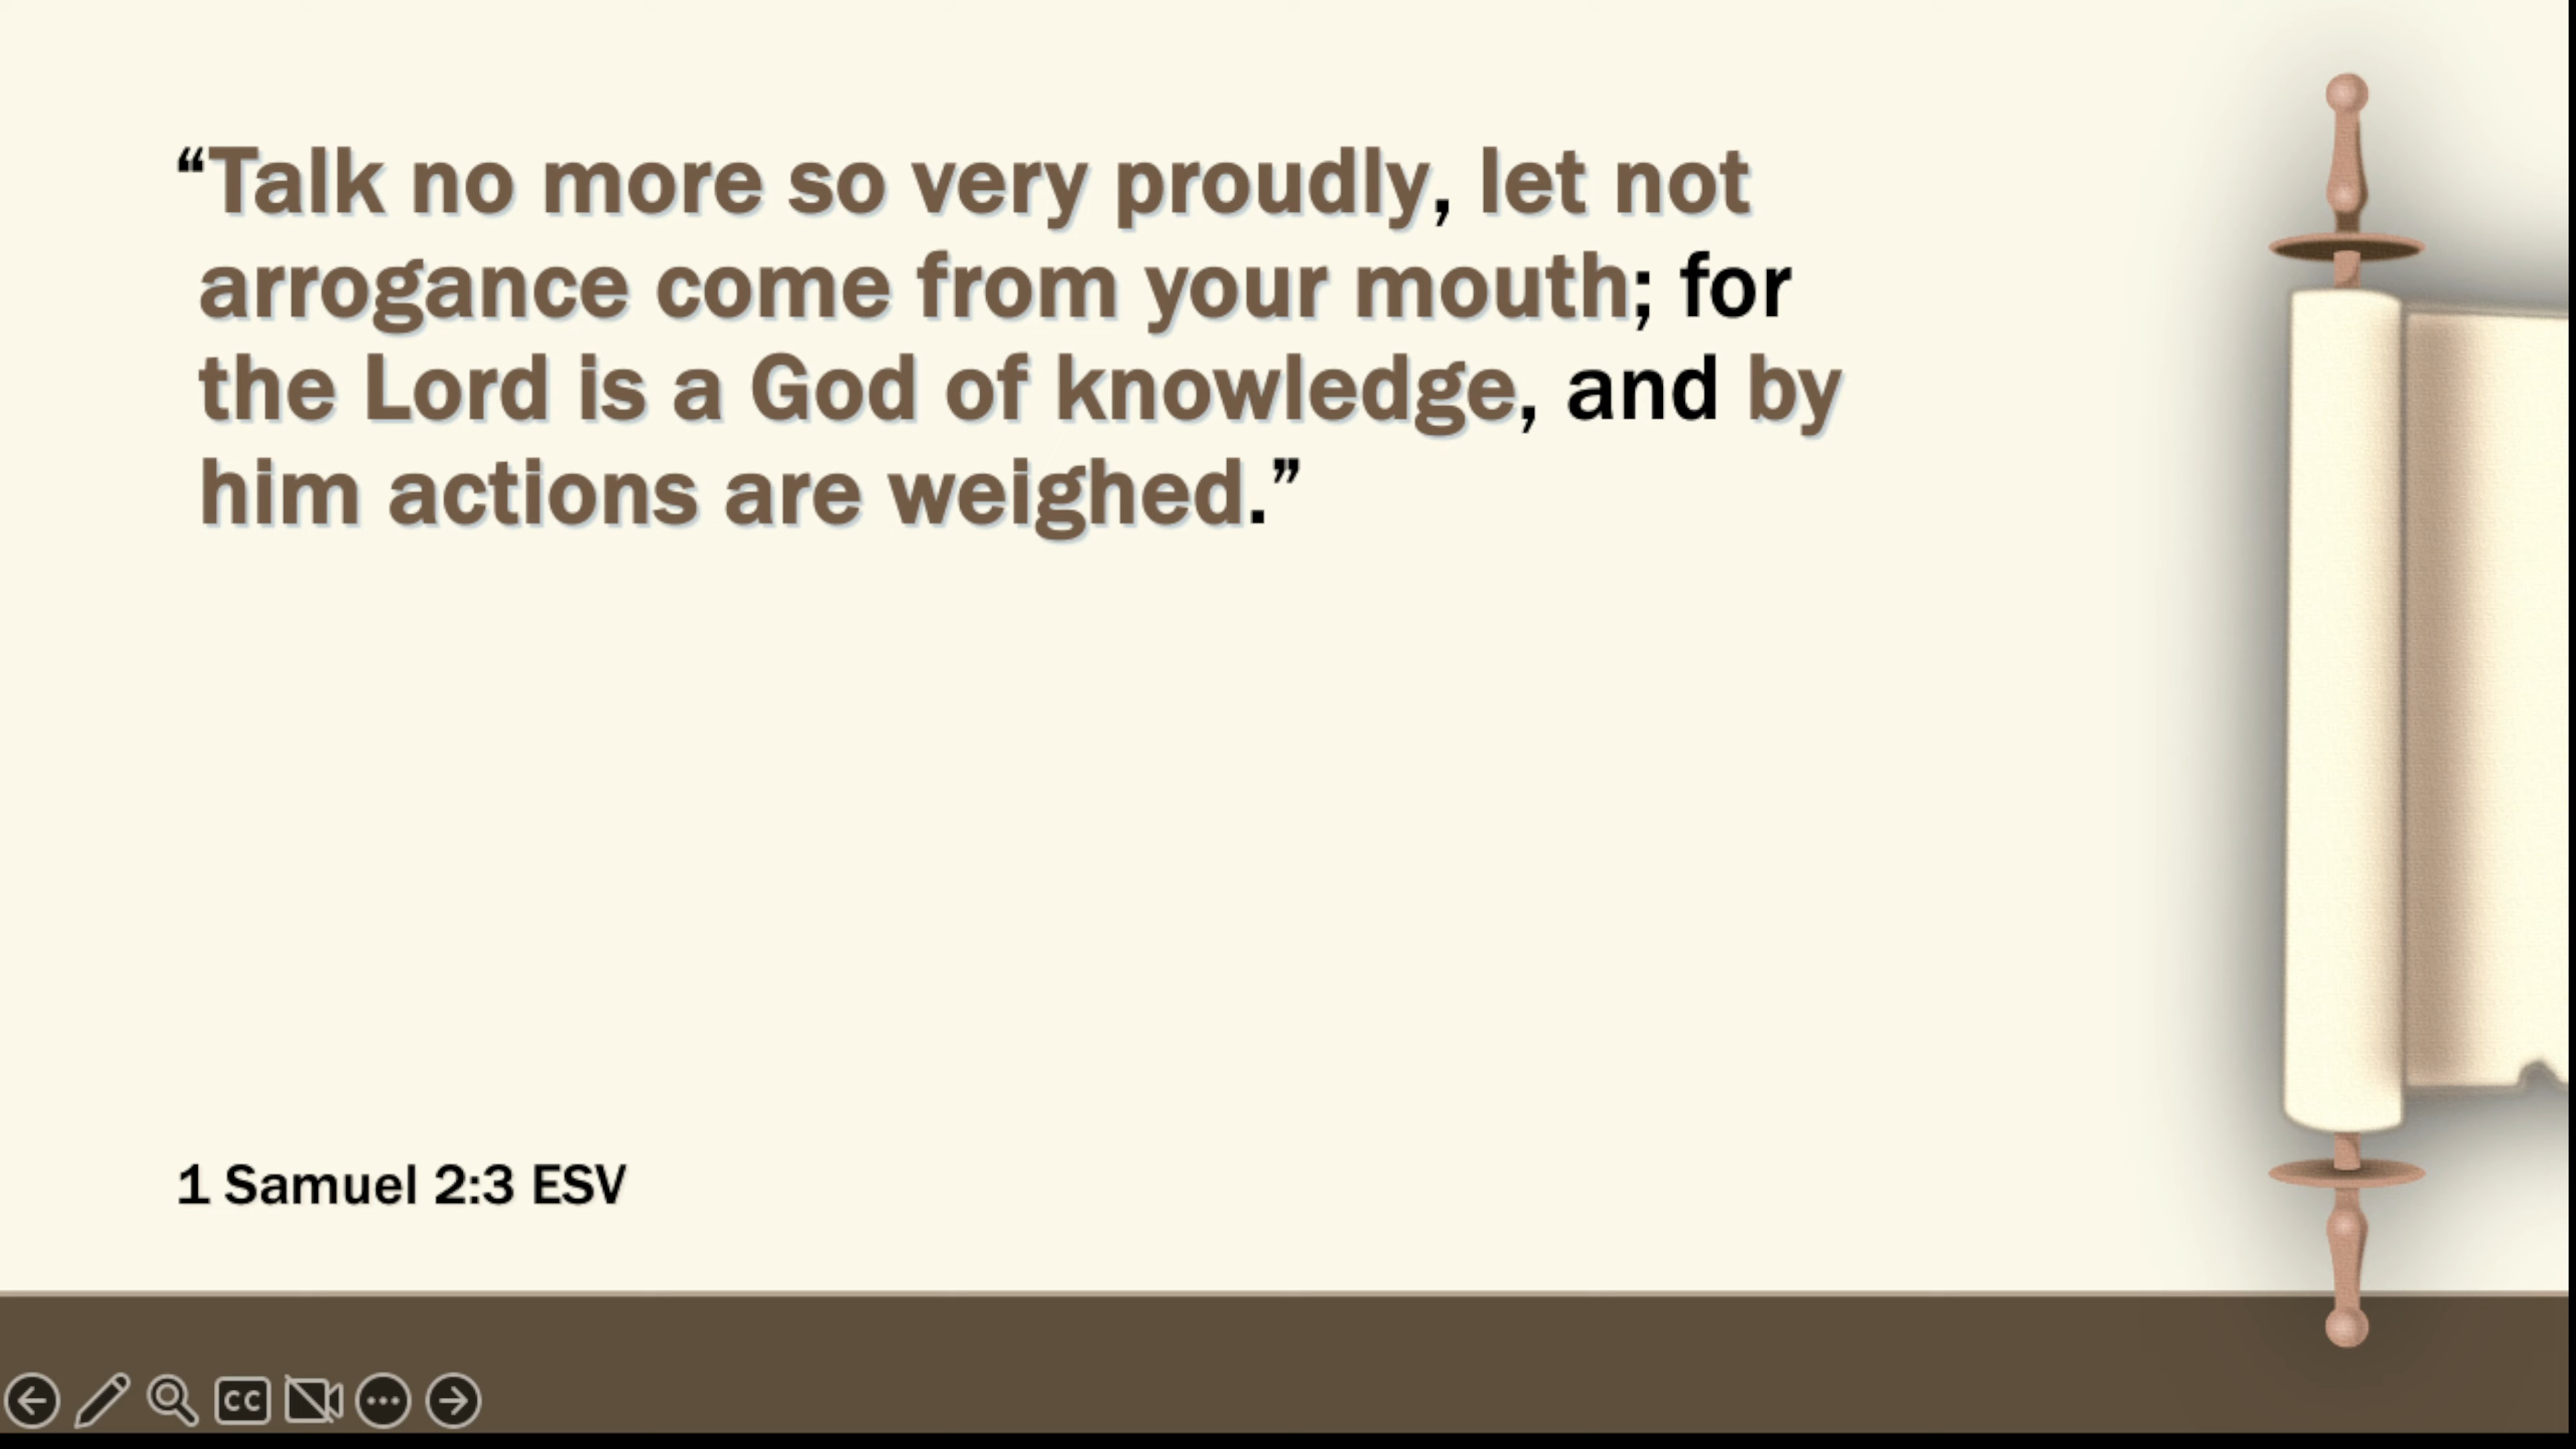 “Talk no more so very proudly, let not
arrogance come from your mouth; for
the Lord is a God of knowledge, and by
him actions are weighed.”
1 Samuel 2:3 ESV
CC